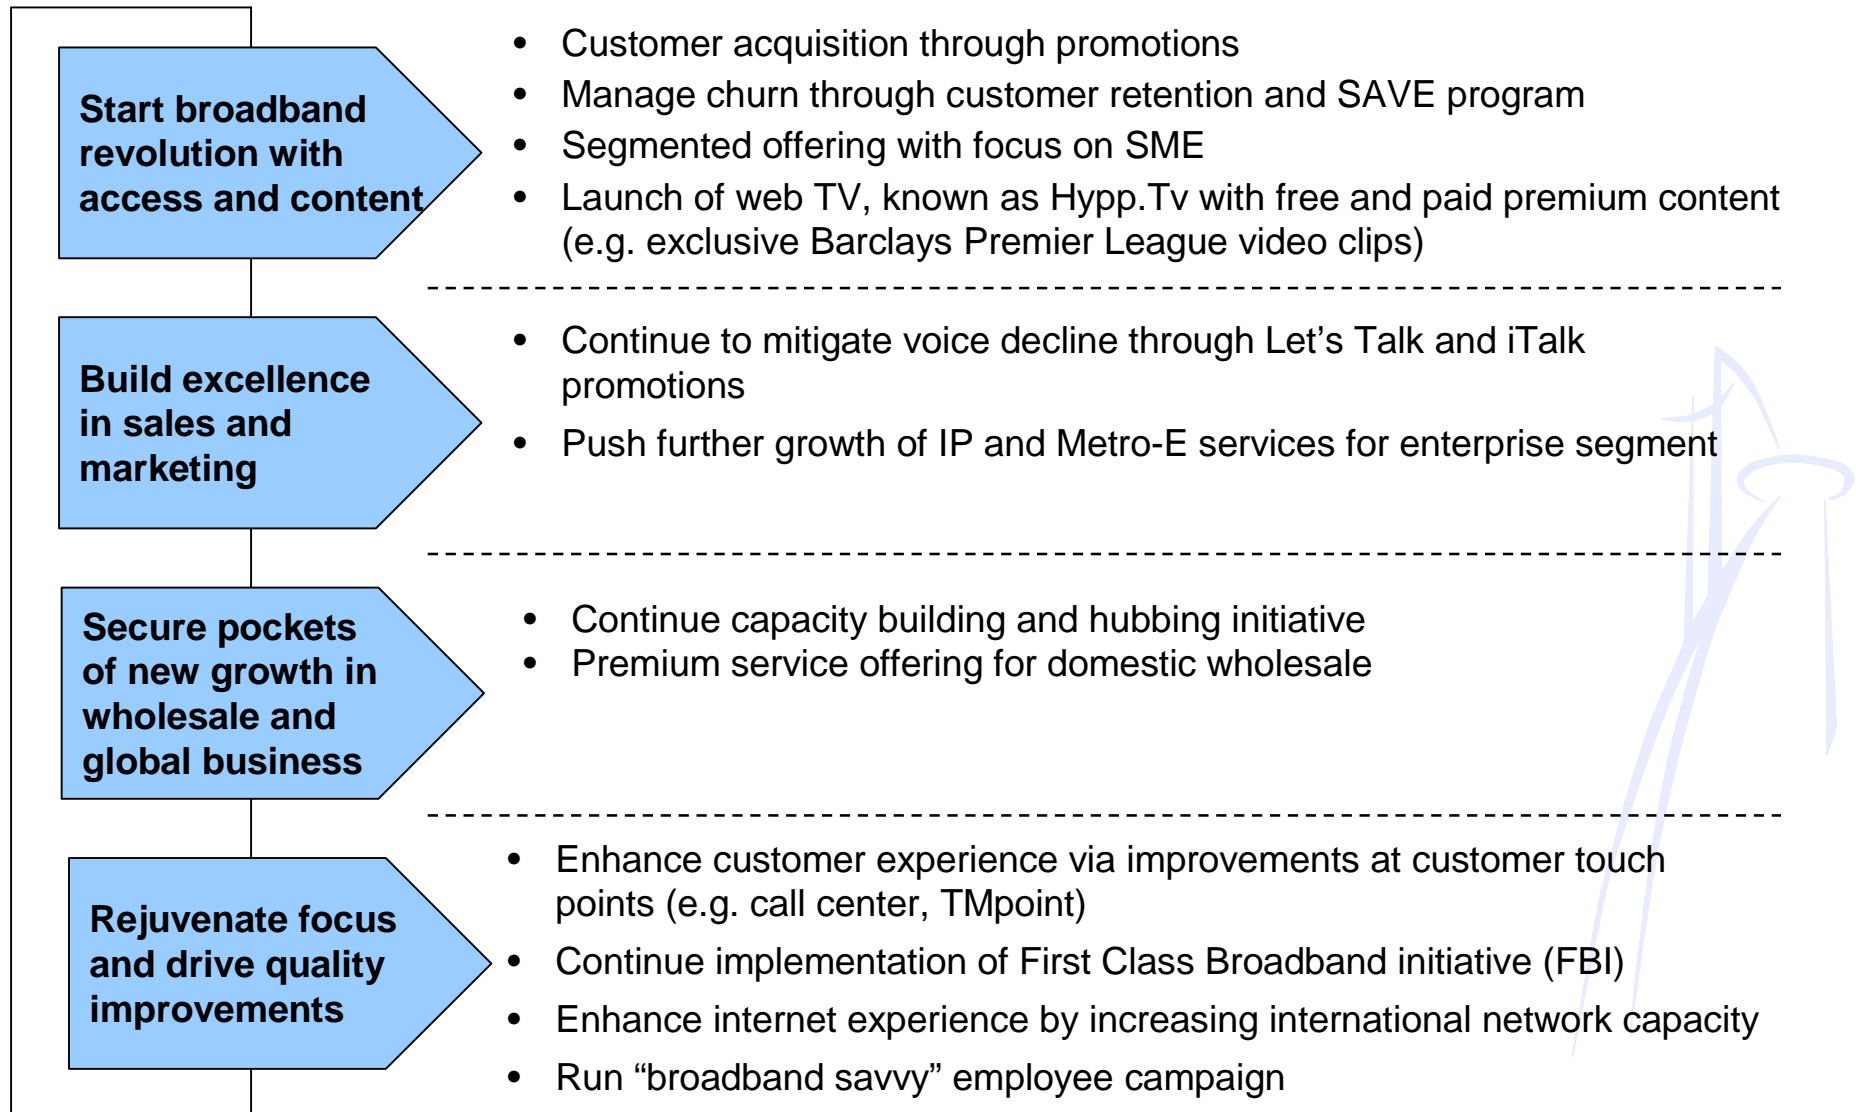 Start broadband
revolution with
access and content
• Customer acquisition through promotions
• Manage churn through customer retention and SAVE program
• Segmented offering with focus on SME
• Launch of web TV, known as Hypp.Tv with free and paid premium content
(e.g. exclusive Barclays Premier League video clips)
Build excellence
in sales and
marketing
• Continue to mitigate voice decline through Let’s Talk and iTalk
promotions
• Push further growth of IP and Metro-E services for enterprise segment
Secure pockets
of new growth in
wholesale and
global business
• Continue capacity building and hubbing initiative
• Premium service offering for domestic wholesale
Rejuvenate focus
and drive quality
improvements
• Enhance customer experience via improvements at customer touch
points (e.g. call center, TMpoint)
• Continue implementation of First Class Broadband initiative (FBI)
• Enhance internet experience by increasing international network capacity
• Run “broadband savvy” employee campaign